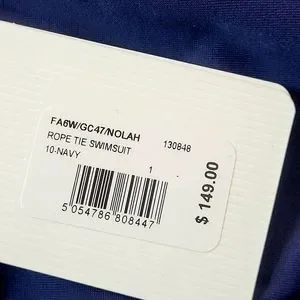 FA6W/GC47/NOLAH 130848
ROPE TIE SWIMSUIT
10-NAVY 1
5 054786 808447
$ 149.00